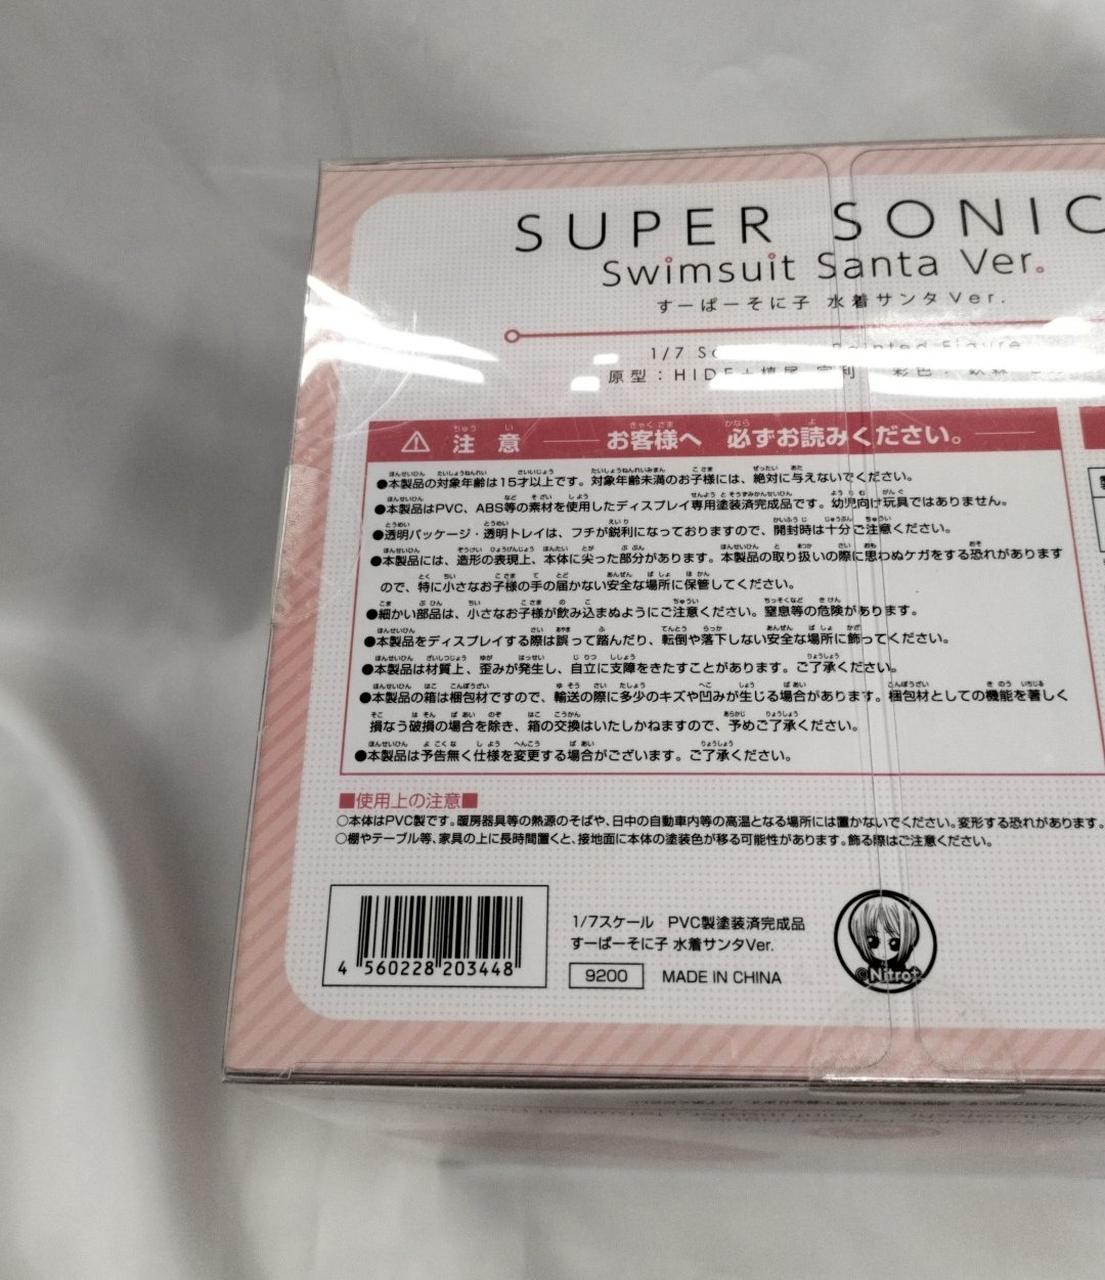 SUPER SONIC
Swimsuit Santa Ver.
すーぱーそに子 水着サンタVer.
1/7 Painted Figure
原型：HIDE+植尾 彩色：
⚠ 注意 お客様へ 必ずお読みください。
●本製品の対象年齢は15才以上です。対象年齢未満のお子様には、絶対に与えないでください。
●本製品はPVC、ABS等の素材を使用したディスプレイ専用塗装済完成品です。幼児向け玩具ではありません。
●透明パッケージ・透明トレイは、フチが鋭利になっておりますので、開封時は十分ご注意ください。
●本製品には、造形の表現上、本体に尖った部分があります。本製品の取り扱いの際に思わぬケガをする恐れがあります
ので、特に小さなお子様の手の届かない安全な場所に保管してください。
●細かい部品は、小さなお子様が飲み込まぬようにご注意ください。窒息等の危険があります。
●本製品をディスプレイする際は誤って踏んだり、転倒や落下しない安全な場所に飾ってください。
●本製品は材質上、歪みが発生し、自立に支障をきたすことがあります。ご了承ください。
●本製品の箱は梱包材ですので、輸送の際に多少のキズや凹みが生じる場合があります。梱包材としての機能を著しく
損なう破損の場合を除き、箱の交換はいたしかねますので、予めご了承ください。
●本製品は予告無く仕様を変更する場合がございます。ご了承ください。
■使用上の注意■
○本体はPVC製です。暖房器具等の熱源のそばや、日中の自動車内等の高温となる場所には置かないでください。変形する恐れがあります。
○棚やテーブル等、家具の上に長時間置くと、接地面に本体の塗装色が移る可能性があります。飾る際はご注意ください。
4 560228 203448
1/7スケール PVC製塗装済完成品
すーぱーそに子 水着サンタVer.
9200 MADE IN CHINA
©Nitro+